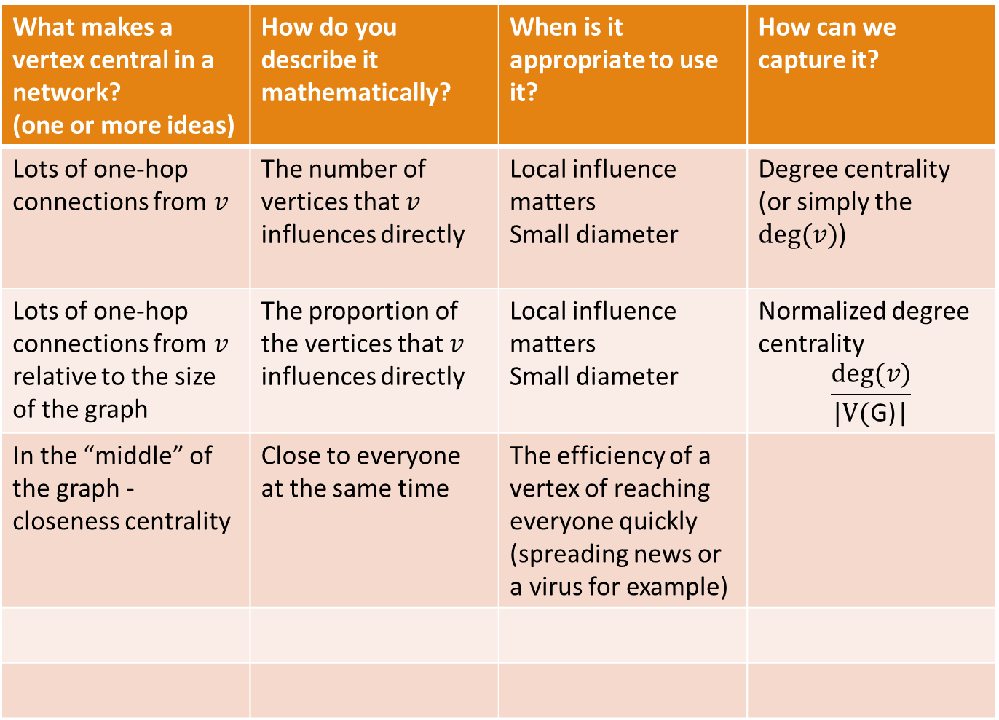 What makes a
vertex central in a
network?
(one or more ideas)
How do you
describe it
mathematically?
When is it
appropriate to use
it?
How can we
capture it?
Lots of one-hop
connections from 𝑣
The number of
vertices that 𝑣
influences directly
Local influence
matters
Small diameter
Degree centrality
(or simply the
deg(𝑣))
Lots of one-hop
connections from 𝑣
relative to the size
of the graph
The proportion of
the vertices that 𝑣
influences directly
Local influence
matters
Small diameter
Normalized degree
centrality
deg(𝑣)
|V(G)|
In the “middle” of
the graph -
closeness centrality
Close to everyone
at the same time
The efficiency of a
vertex of reaching
everyone quickly
(spreading news or
a virus for example)